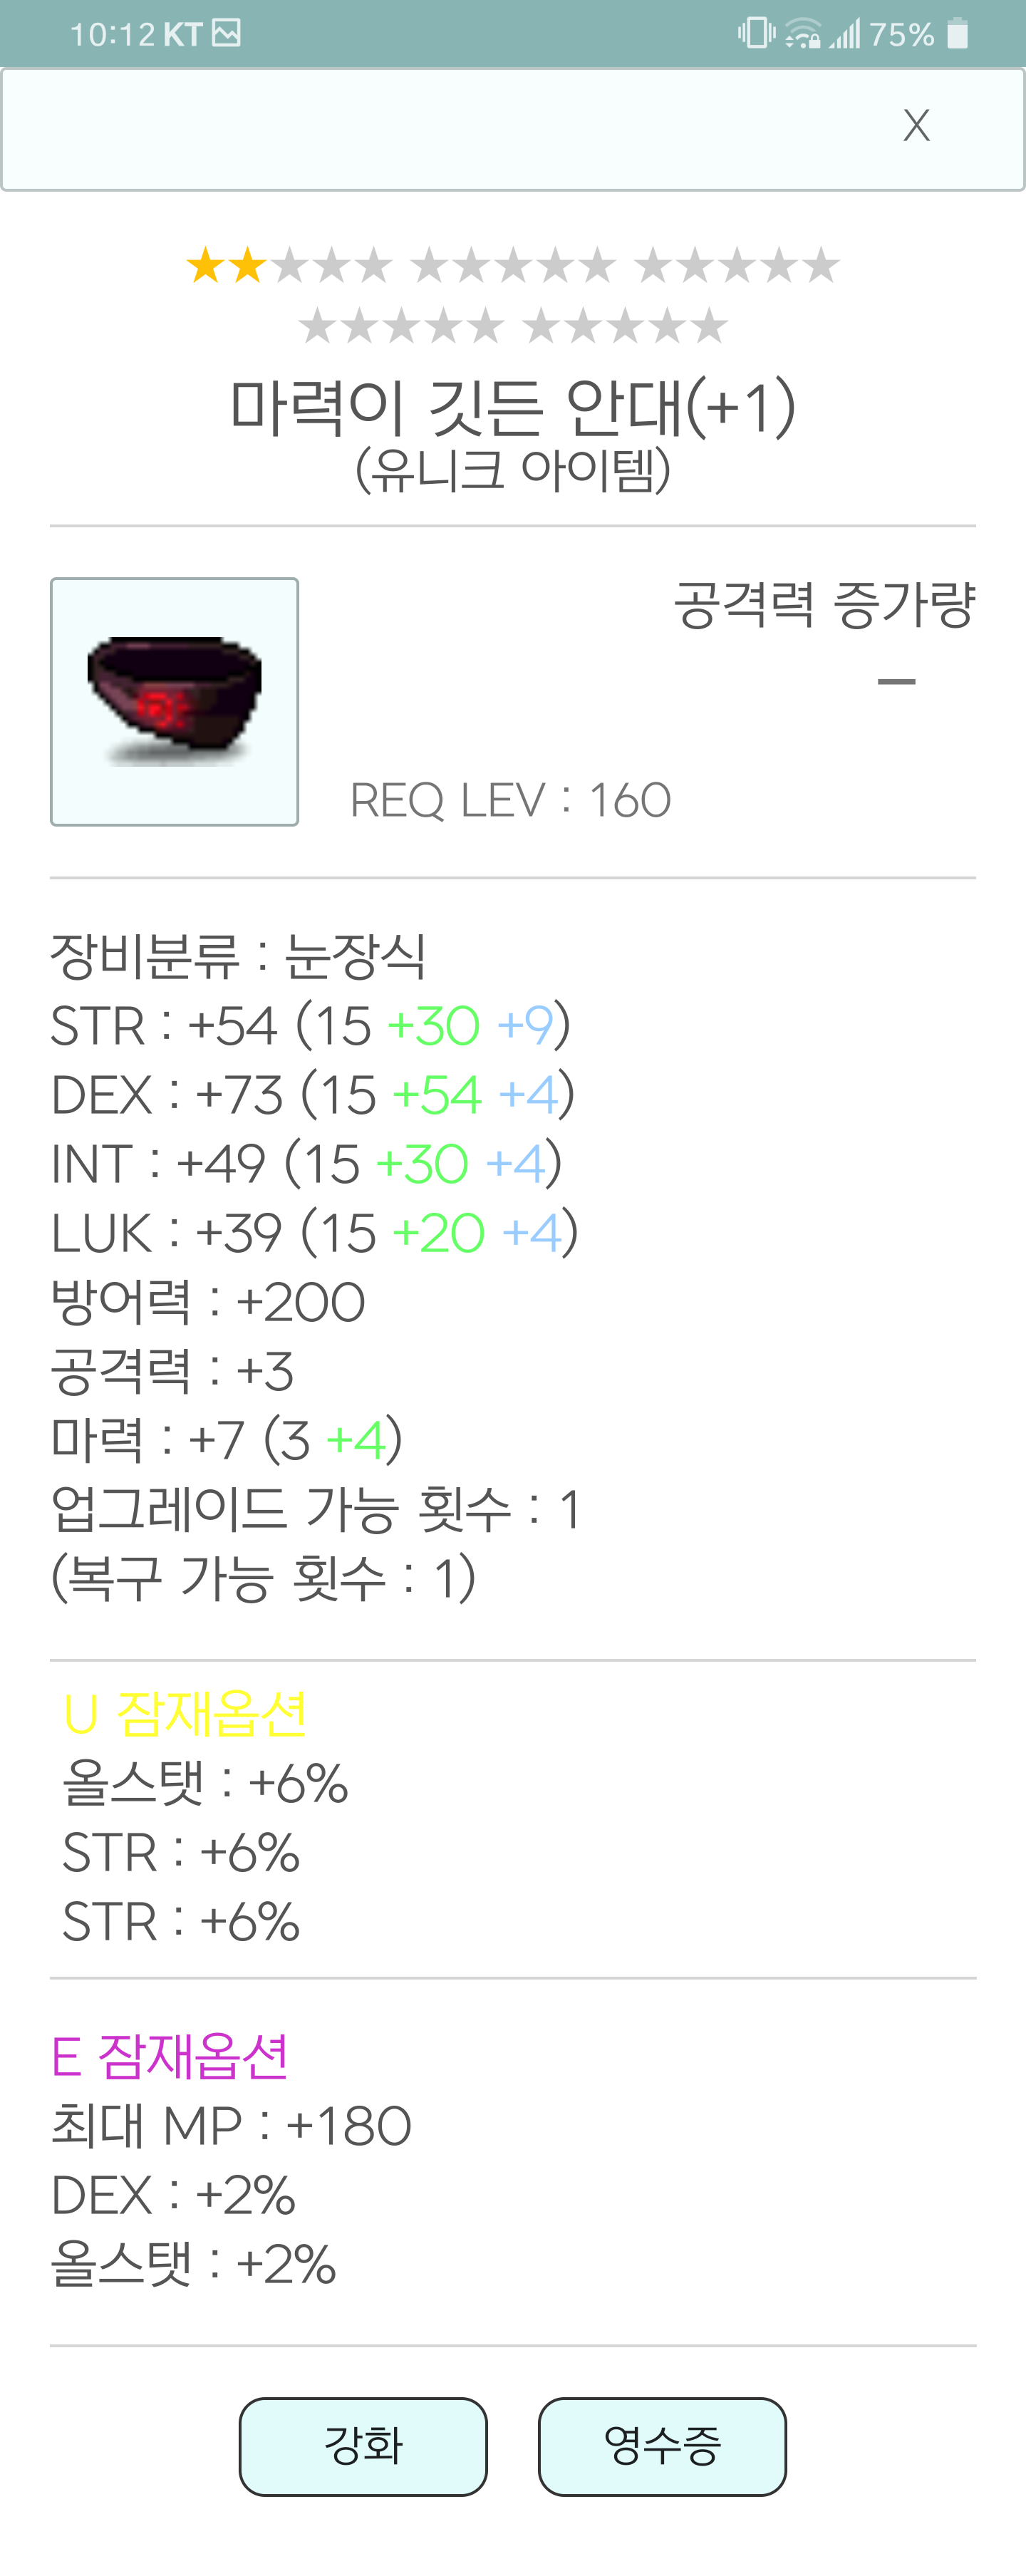 10:12 KT 75%
X
★★★★★ ★★★★★ ★★★★★
★★★★★ ★★★★★
마력이 깃든 안대(+1)
(유니크 아이템)
공격력 증가량
–
REQ LEV : 160
장비분류 : 눈장식
STR : +54 (15 +30 +9)
DEX : +73 (15 +54 +4)
INT : +49 (15 +30 +4)
LUK : +39 (15 +20 +4)
방어력 : +200
공격력 : +3
마력 : +7 (3 +4)
업그레이드 가능 횟수 : 1
(복구 가능 횟수 : 1)
U 잠재옵션
올스탯 : +6%
STR : +6%
STR : +6%
E 잠재옵션
최대 MP : +180
DEX : +2%
올스탯 : +2%
강화 영수증